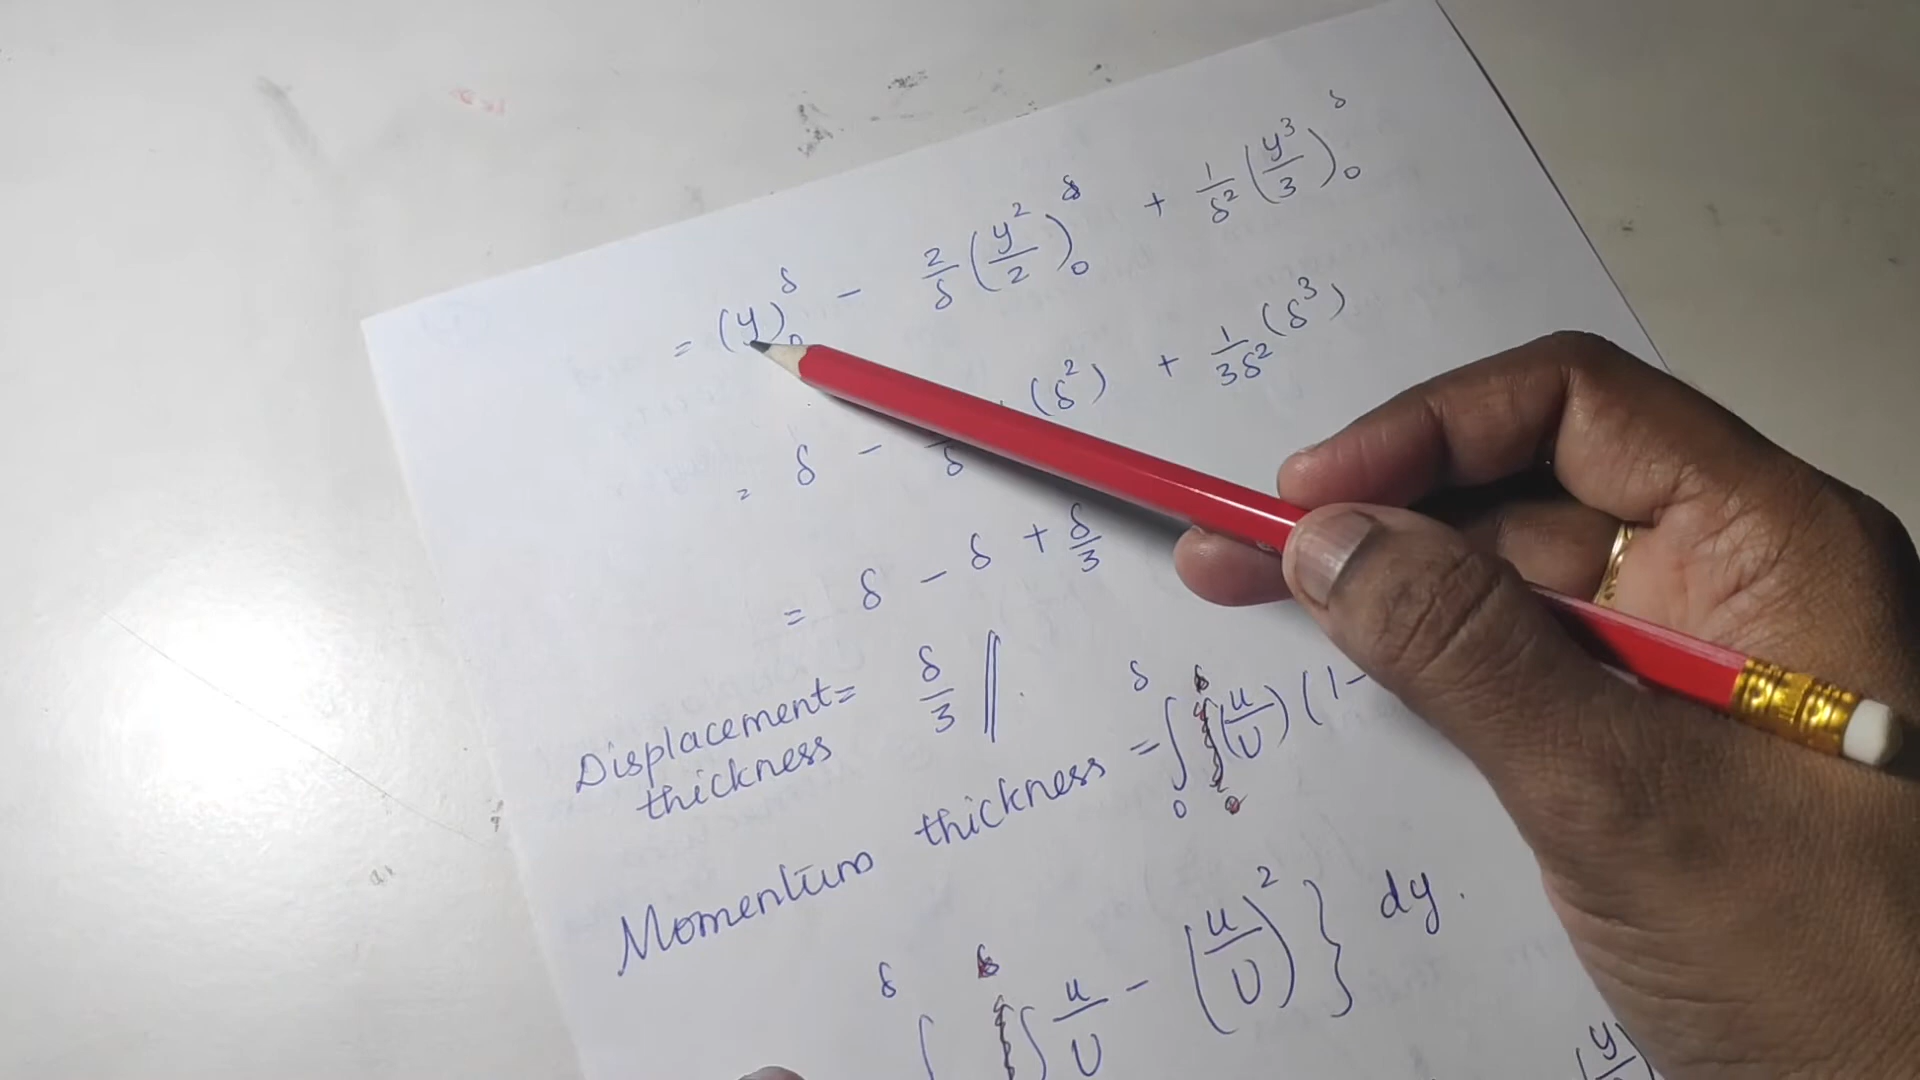 = (y)₀^δ − 2/δ (y²/2)₀^δ + 1/δ² (y³/3)₀^δ
= δ − /δ (δ²) + 1/3δ² (δ³)
= δ − δ + δ/3
Displacement thickness = δ/3 //.
Momentum thickness = ∫₀^δ (u/U) (1−
∫^δ { u/U − (u/U)² } dy.
(y/